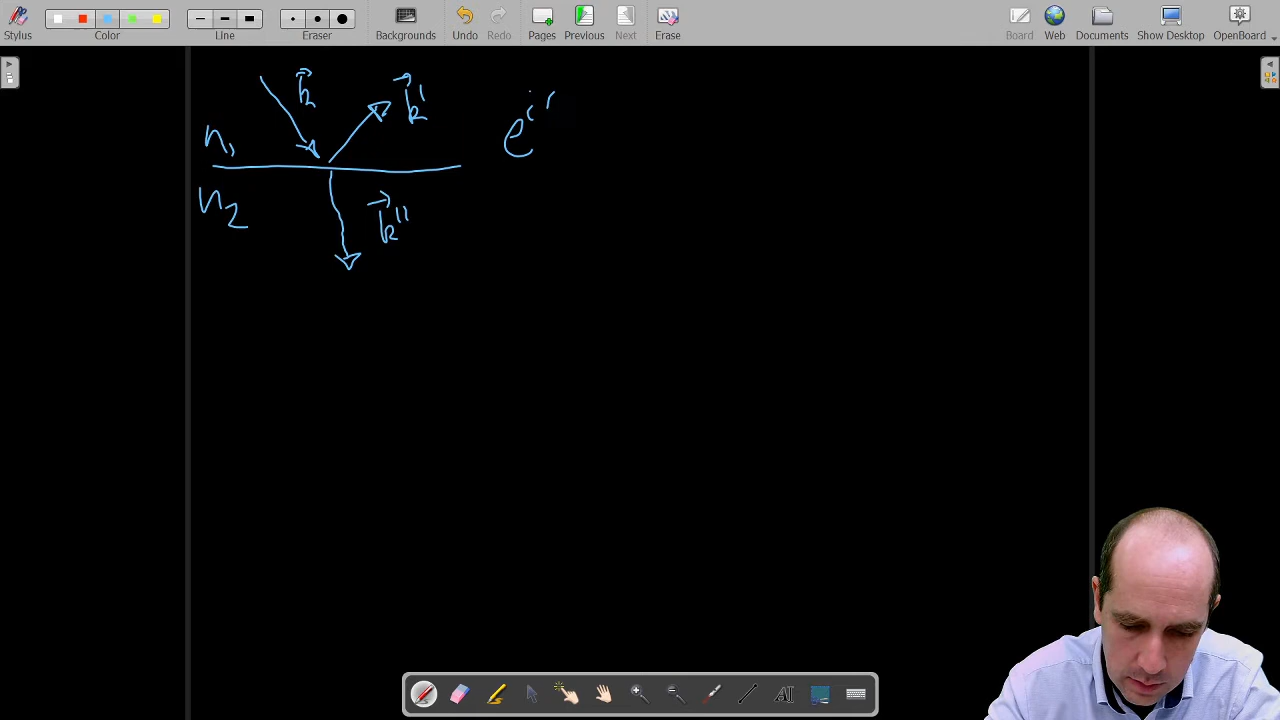 Stylus
Color
Line
Eraser
Backgrounds
Undo
Redo
Pages
Previous
Next
Erase
Board
Web
Documents
Show Desktop
OpenBoard
k⃗
k⃗'
e^i
n₁
n₂
k⃗''
AI